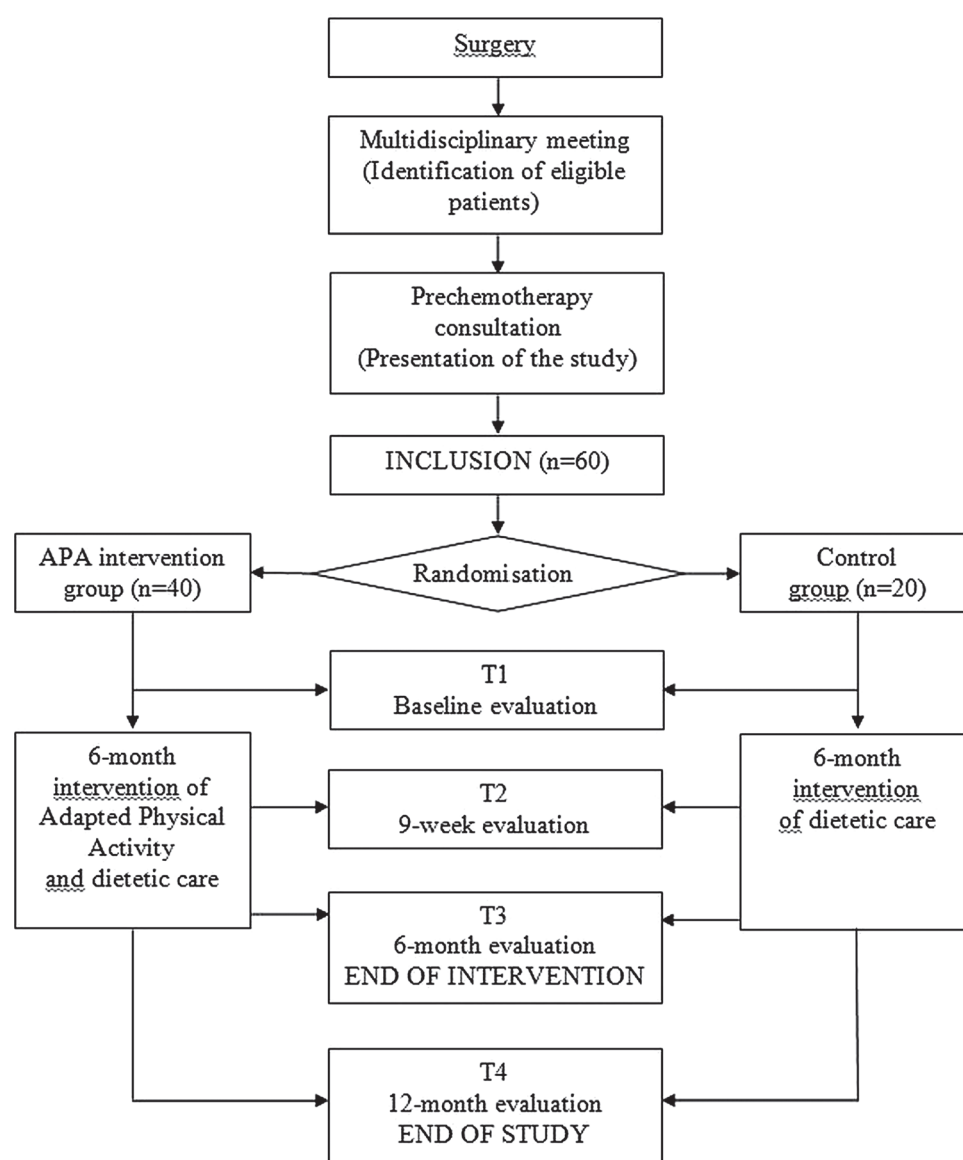 Surgery
Multidisciplinary meeting
(Identification of eligible
patients)
Prechemotherapy
consultation
(Presentation of the study)
INCLUSION (n=60)
APA intervention
group (n=40)
Randomisation
Control
group (n=20)
T1
Baseline evaluation
6-month
intervention of
Adapted Physical
Activity
and dietetic care
T2
9-week evaluation
6-month
intervention
of dietetic care
T3
6-month evaluation
END OF INTERVENTION
T4
12-month evaluation
END OF STUDY